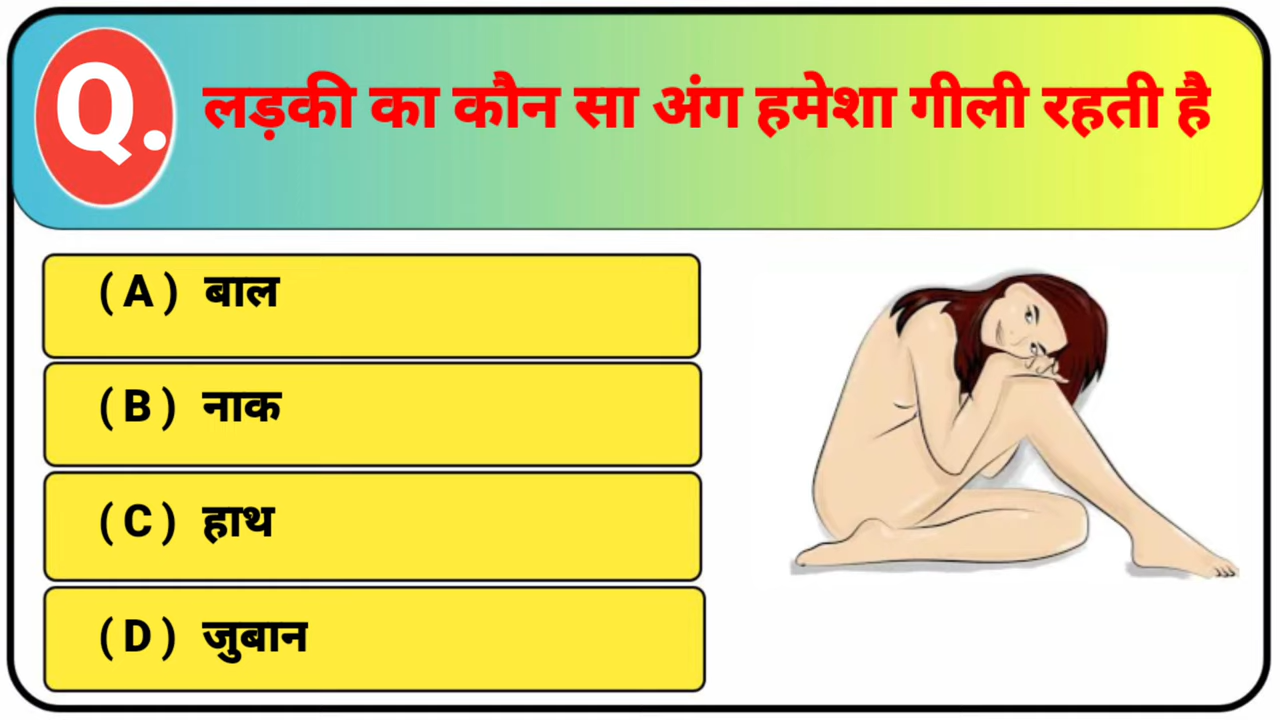 Q. लड़की का कौन सा अंग हमेशा गीली रहती है
(A) बाल
(B) नाक
(C) हाथ
(D) जुबान